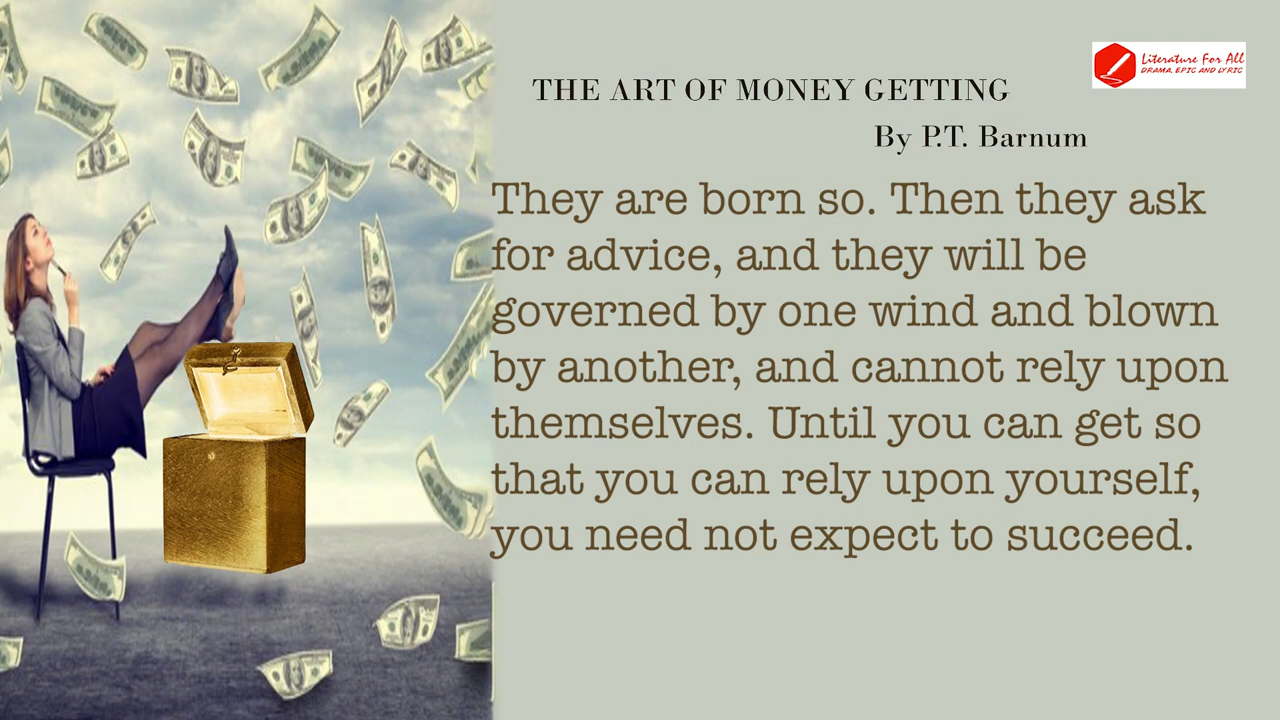 THE ART OF MONEY GETTING
By P.T. Barnum
Literature For All
DRAMA, EPIC AND LYRIC
They are born so. Then they ask
for advice, and they will be
governed by one wind and blown
by another, and cannot rely upon
themselves. Until you can get so
that you can rely upon yourself,
you need not expect to succeed.